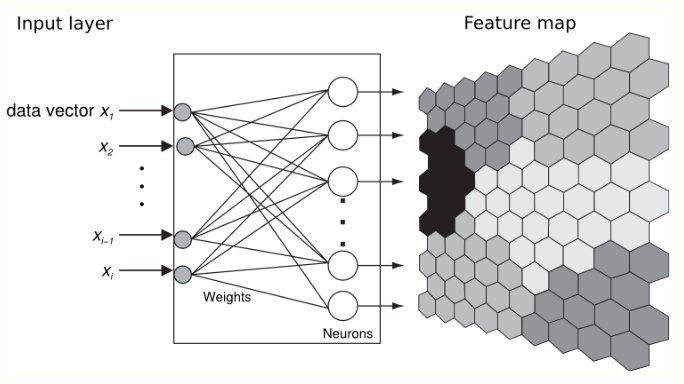 Input layer
Feature map
data vector x₁
x₂
xᵢ₋₁
xᵢ
Weights
Neurons